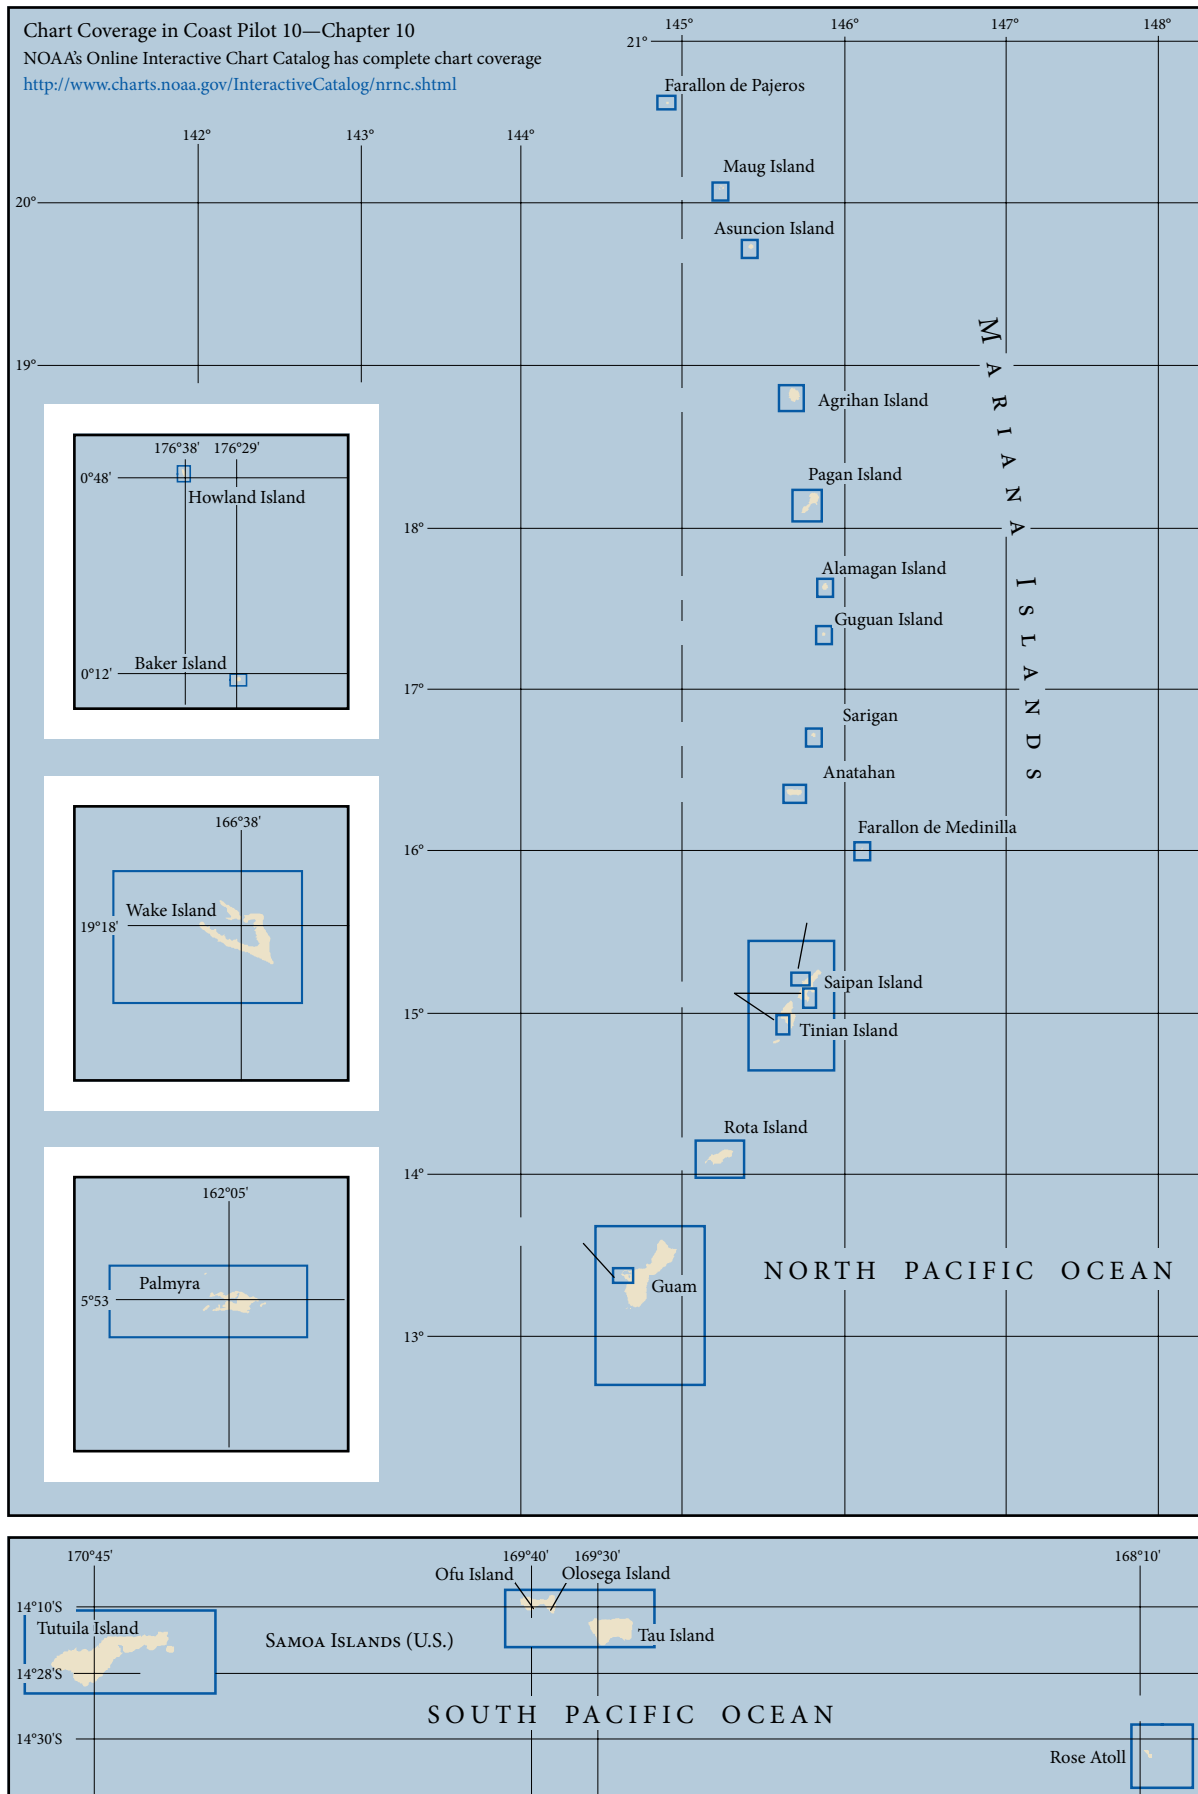 Chart Coverage in Coast Pilot 10—Chapter 10
NOAA's Online Interactive Chart Catalog has complete chart coverage
http://www.charts.noaa.gov/InteractiveCatalog/nrnc.shtml
145° 146° 147° 148°
21°
Farallon de Pajeros
142° 143° 144°
Maug Island
20°
Asuncion Island
19°
Agrihan Island
Pagan Island
18°
Alamagan Island
Guguan Island
17°
Sarigan
Anatahan
Farallon de Medinilla
16°
Saipan Island
15°
Tinian Island
Rota Island
14°
Guam
13°
MARIANA ISLANDS
NORTH PACIFIC OCEAN
176°38' 176°29'
0°48'
Howland Island
Baker Island
0°12'
166°38'
Wake Island
19°18'
162°05'
Palmyra
5°53
170°45' 169°40' 169°30' 168°10'
Ofu Island Olosega Island
14°10'S
Tutuila Island
SAMOA ISLANDS (U.S.)
Tau Island
14°28'S
SOUTH PACIFIC OCEAN
14°30'S
Rose Atoll